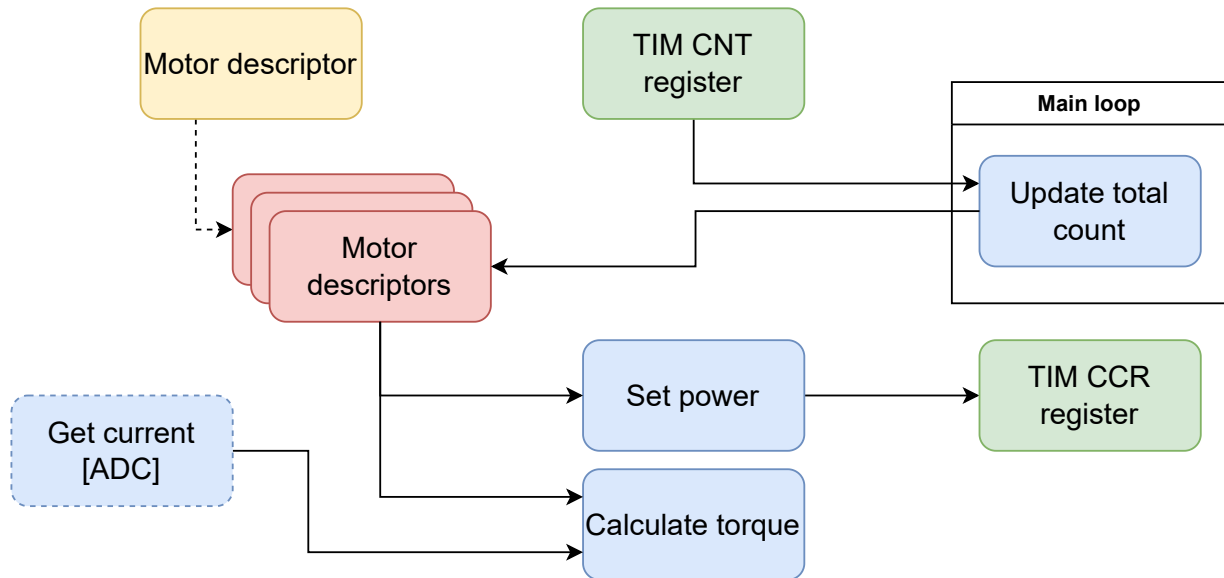 Motor descriptor
TIM CNT
register
Main loop
Update total
count
Motor
descriptors
Set power
TIM CCR
register
Get current
[ADC]
Calculate torque